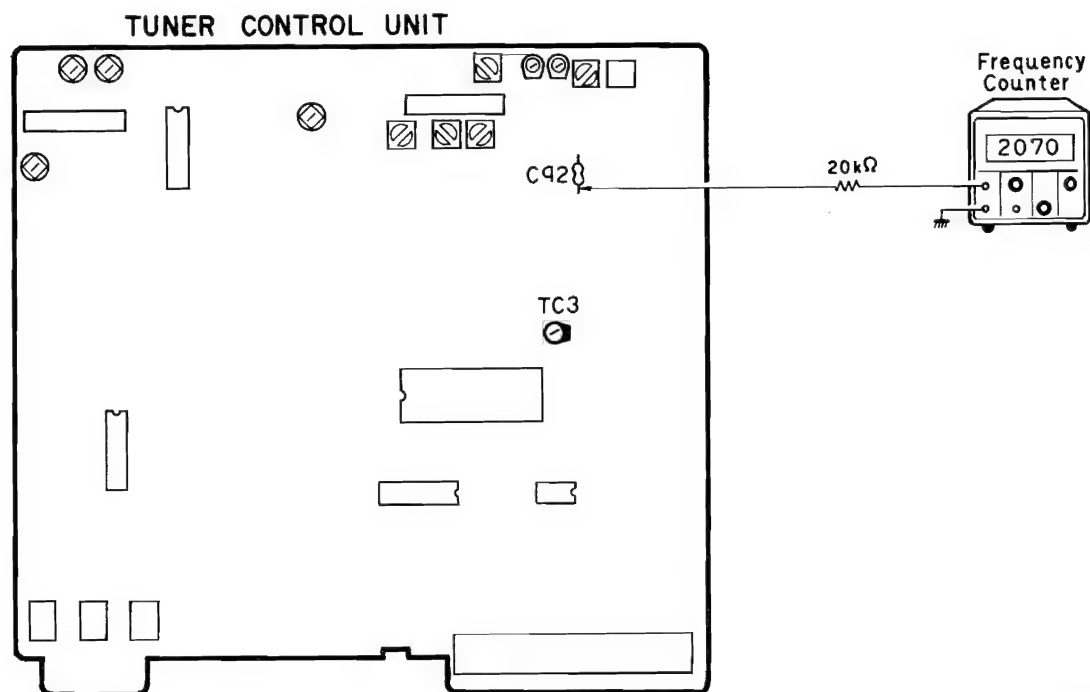 TUNER CONTROL UNIT
Frequency
Counter
2070
C92
20kΩ
TC3